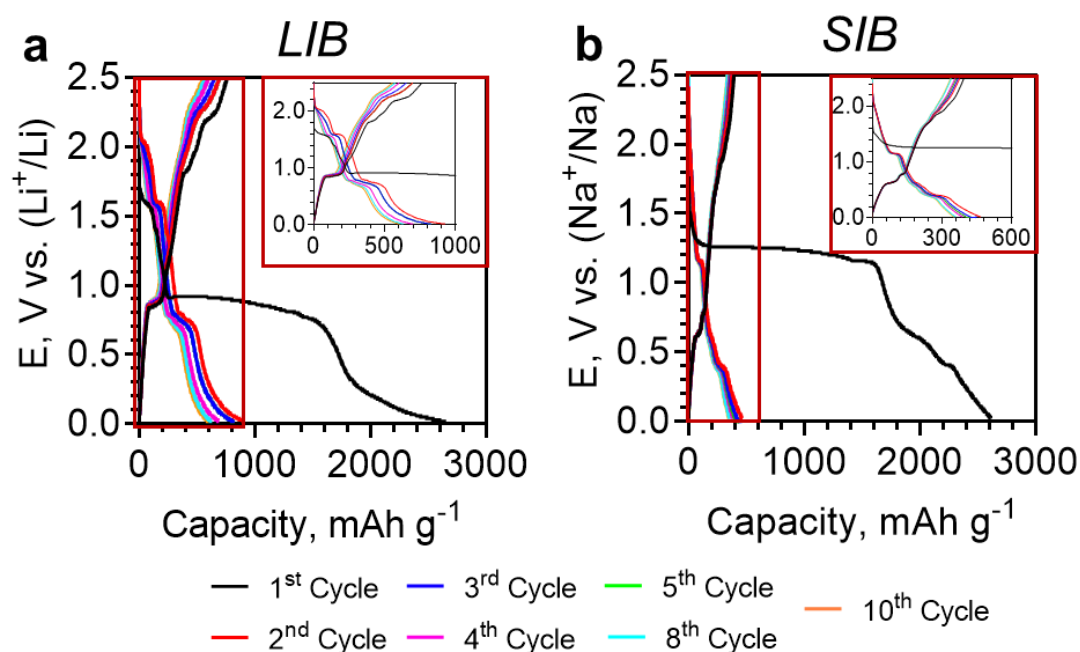 a LIB
b SIB
E, V vs. (Li⁺/Li)
2.5
2.0
1.5
1.0
0.5
0.0
0 1000 2000 3000
Capacity, mAh g⁻¹
2.0
1.0
0.0
0 500 1000
E, V vs. (Na⁺/Na)
2.5
2.0
1.5
1.0
0.5
0.0
0 1000 2000 3000
Capacity, mAh g⁻¹
2.0
1.0
0.0
0 300 600
1ˢᵗ Cycle 3ʳᵈ Cycle 5ᵗʰ Cycle 10ᵗʰ Cycle
2ⁿᵈ Cycle 4ᵗʰ Cycle 8ᵗʰ Cycle